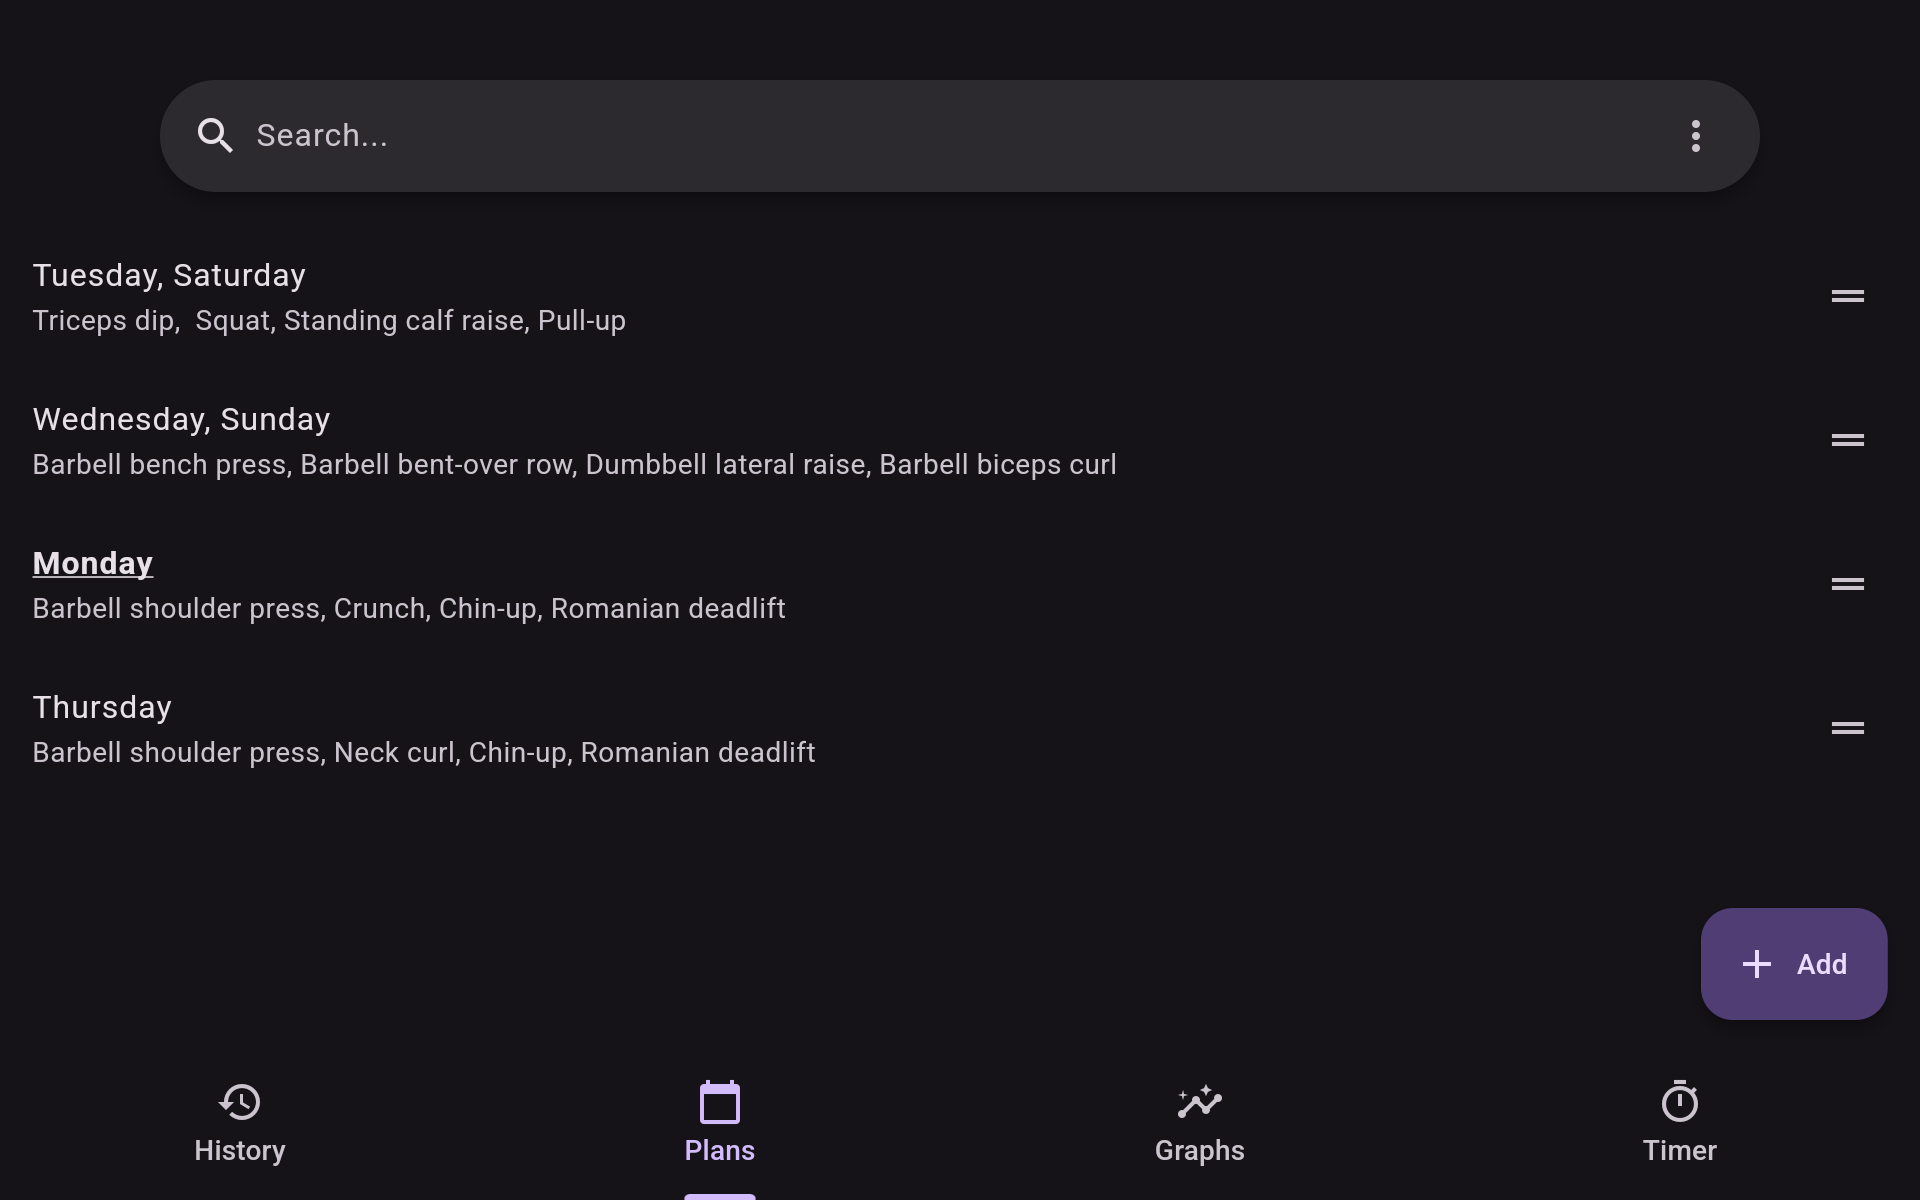 Search...
Tuesday, Saturday
Triceps dip,  Squat, Standing calf raise, Pull-up
Wednesday, Sunday
Barbell bench press, Barbell bent-over row, Dumbbell lateral raise, Barbell biceps curl
Monday
Barbell shoulder press, Crunch, Chin-up, Romanian deadlift
Thursday
Barbell shoulder press, Neck curl, Chin-up, Romanian deadlift
Add
History
Plans
Graphs
Timer